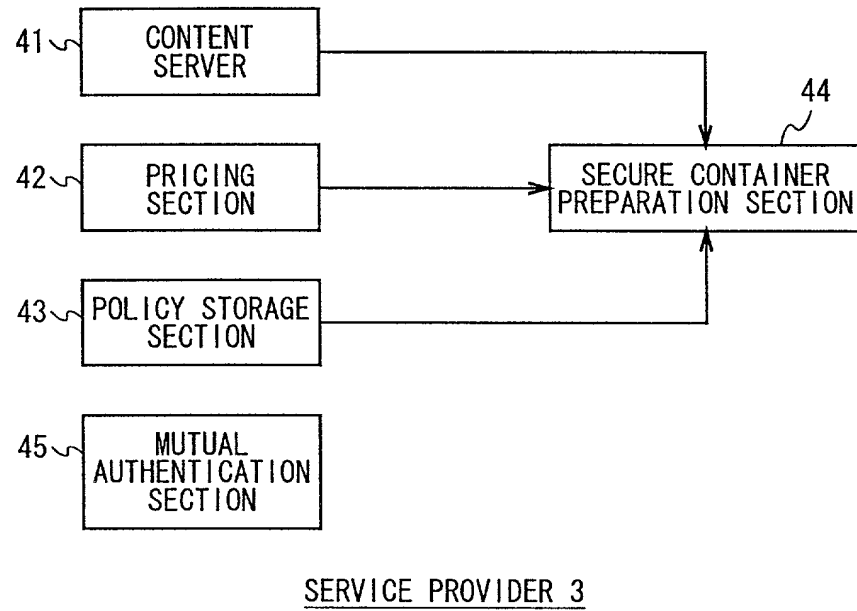 41
CONTENT
SERVER
44
42
PRICING
SECTION
SECURE CONTAINER
PREPARATION SECTION
43
POLICY STORAGE
SECTION
45
MUTUAL
AUTHENTICATION
SECTION
SERVICE PROVIDER 3